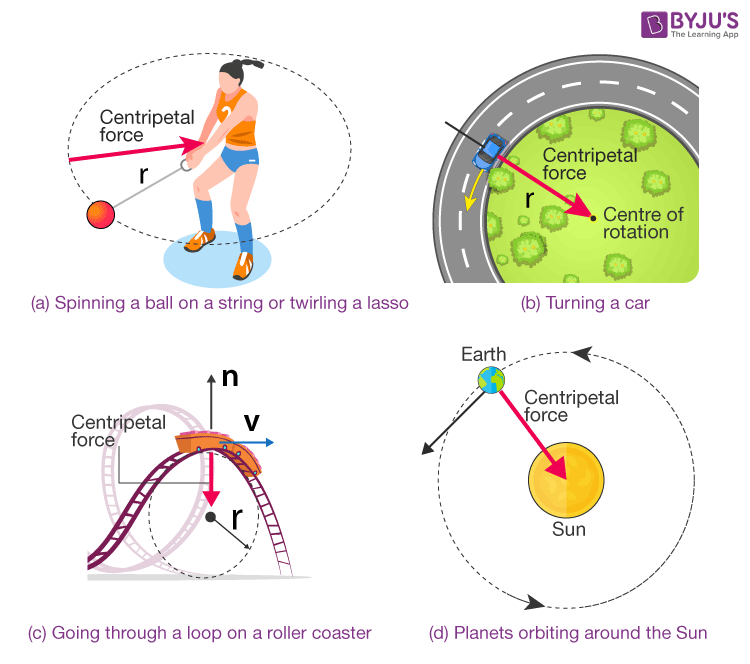 BYJU'S
The Learning App
Centripetal
force
r
(a) Spinning a ball on a string or twirling a lasso
Centripetal
force
r
Centre of
rotation
(b) Turning a car
n
Centripetal
force
v
r
(c) Going through a loop on a roller coaster
Earth
Centripetal
force
Sun
(d) Planets orbiting around the Sun